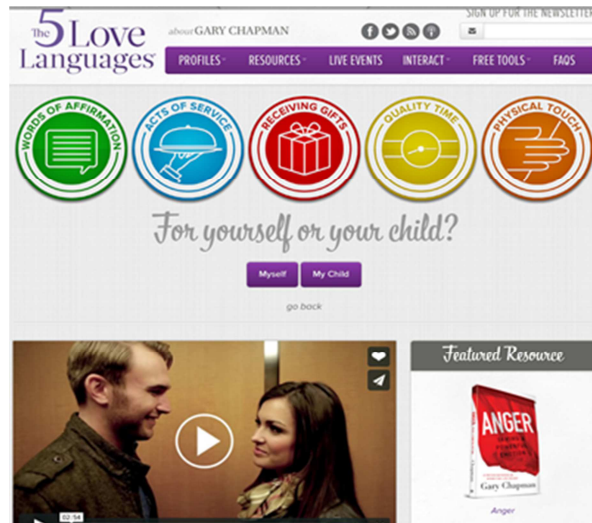 The 5 Love
Languages®
about GARY CHAPMAN
SIGN UP FOR THE NEWSLETTER
PROFILES RESOURCES LIVE EVENTS INTERACT FREE TOOLS FAQS
WORDS OF AFFIRMATION
ACTS OF SERVICE
RECEIVING GIFTS
QUALITY TIME
PHYSICAL TOUCH
For yourself or your child?
Myself My Child
go back
02:54
Featured Resource
ANGER
Gary Chapman
Anger